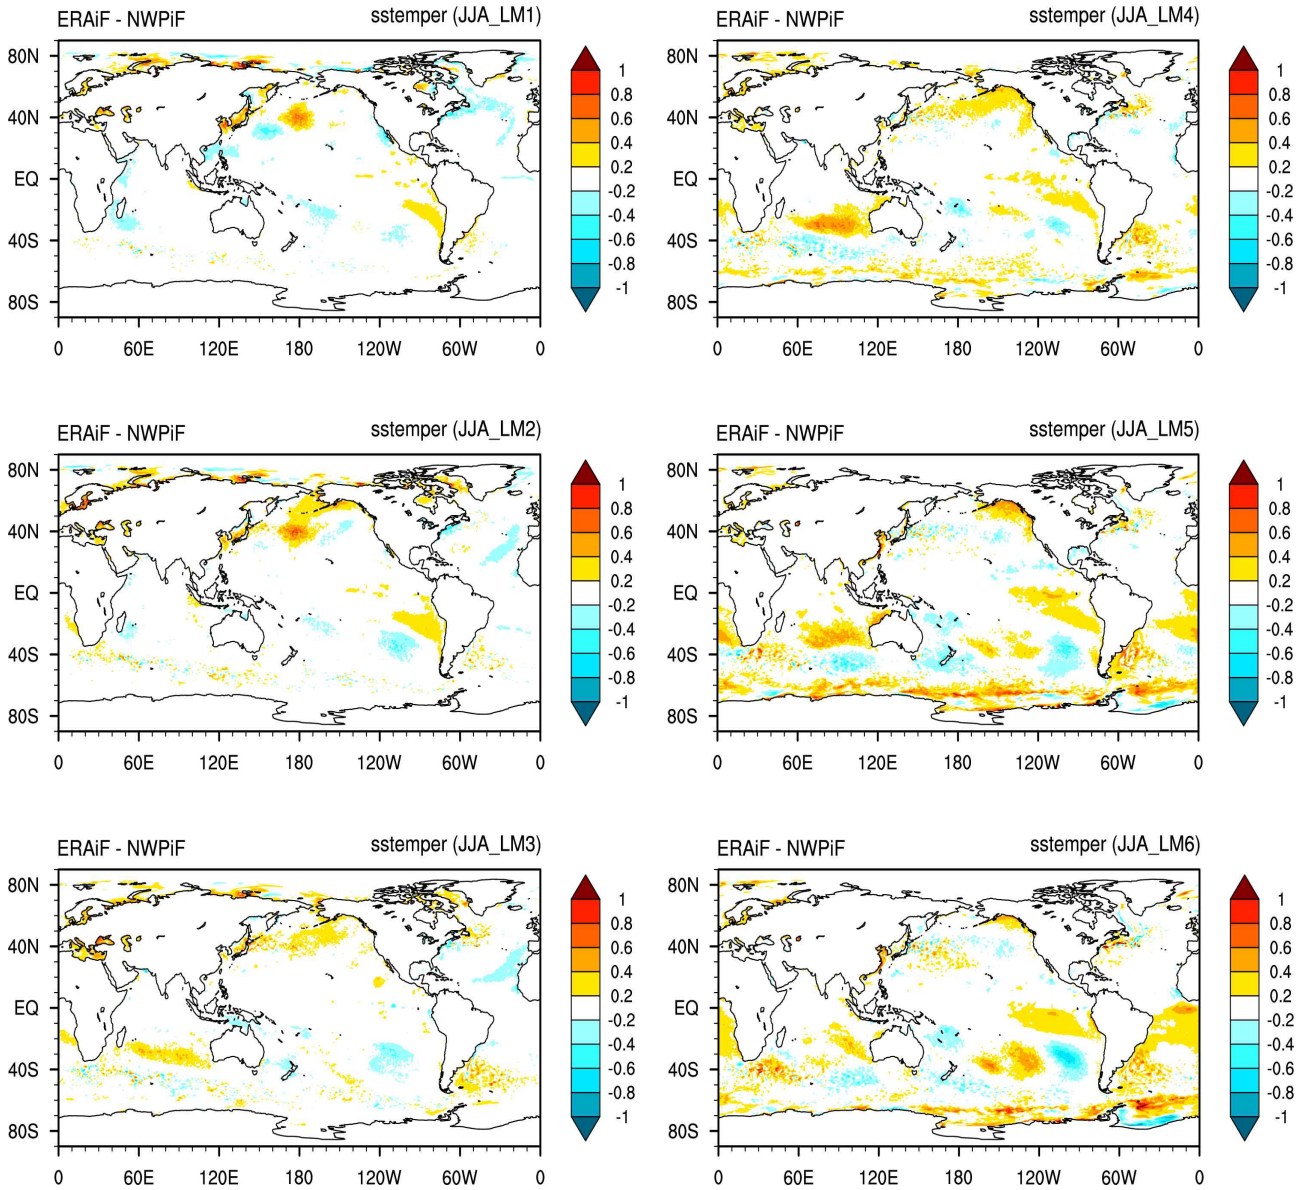 ERAiF - NWPiF sstemper (JJA_LM1)
80N
40N
EQ
40S
80S
0 60E 120E 180 120W 60W 0
1
0.8
0.6
0.4
0.2
-0.2
-0.4
-0.6
-0.8
-1
ERAiF - NWPiF sstemper (JJA_LM4)
80N
40N
EQ
40S
80S
0 60E 120E 180 120W 60W 0
1
0.8
0.6
0.4
0.2
-0.2
-0.4
-0.6
-0.8
-1
ERAiF - NWPiF sstemper (JJA_LM2)
80N
40N
EQ
40S
80S
0 60E 120E 180 120W 60W 0
1
0.8
0.6
0.4
0.2
-0.2
-0.4
-0.6
-0.8
-1
ERAiF - NWPiF sstemper (JJA_LM5)
80N
40N
EQ
40S
80S
0 60E 120E 180 120W 60W 0
1
0.8
0.6
0.4
0.2
-0.2
-0.4
-0.6
-0.8
-1
ERAiF - NWPiF sstemper (JJA_LM3)
80N
40N
EQ
40S
80S
0 60E 120E 180 120W 60W 0
1
0.8
0.6
0.4
0.2
-0.2
-0.4
-0.6
-0.8
-1
ERAiF - NWPiF sstemper (JJA_LM6)
80N
40N
EQ
40S
80S
0 60E 120E 180 120W 60W 0
1
0.8
0.6
0.4
0.2
-0.2
-0.4
-0.6
-0.8
-1